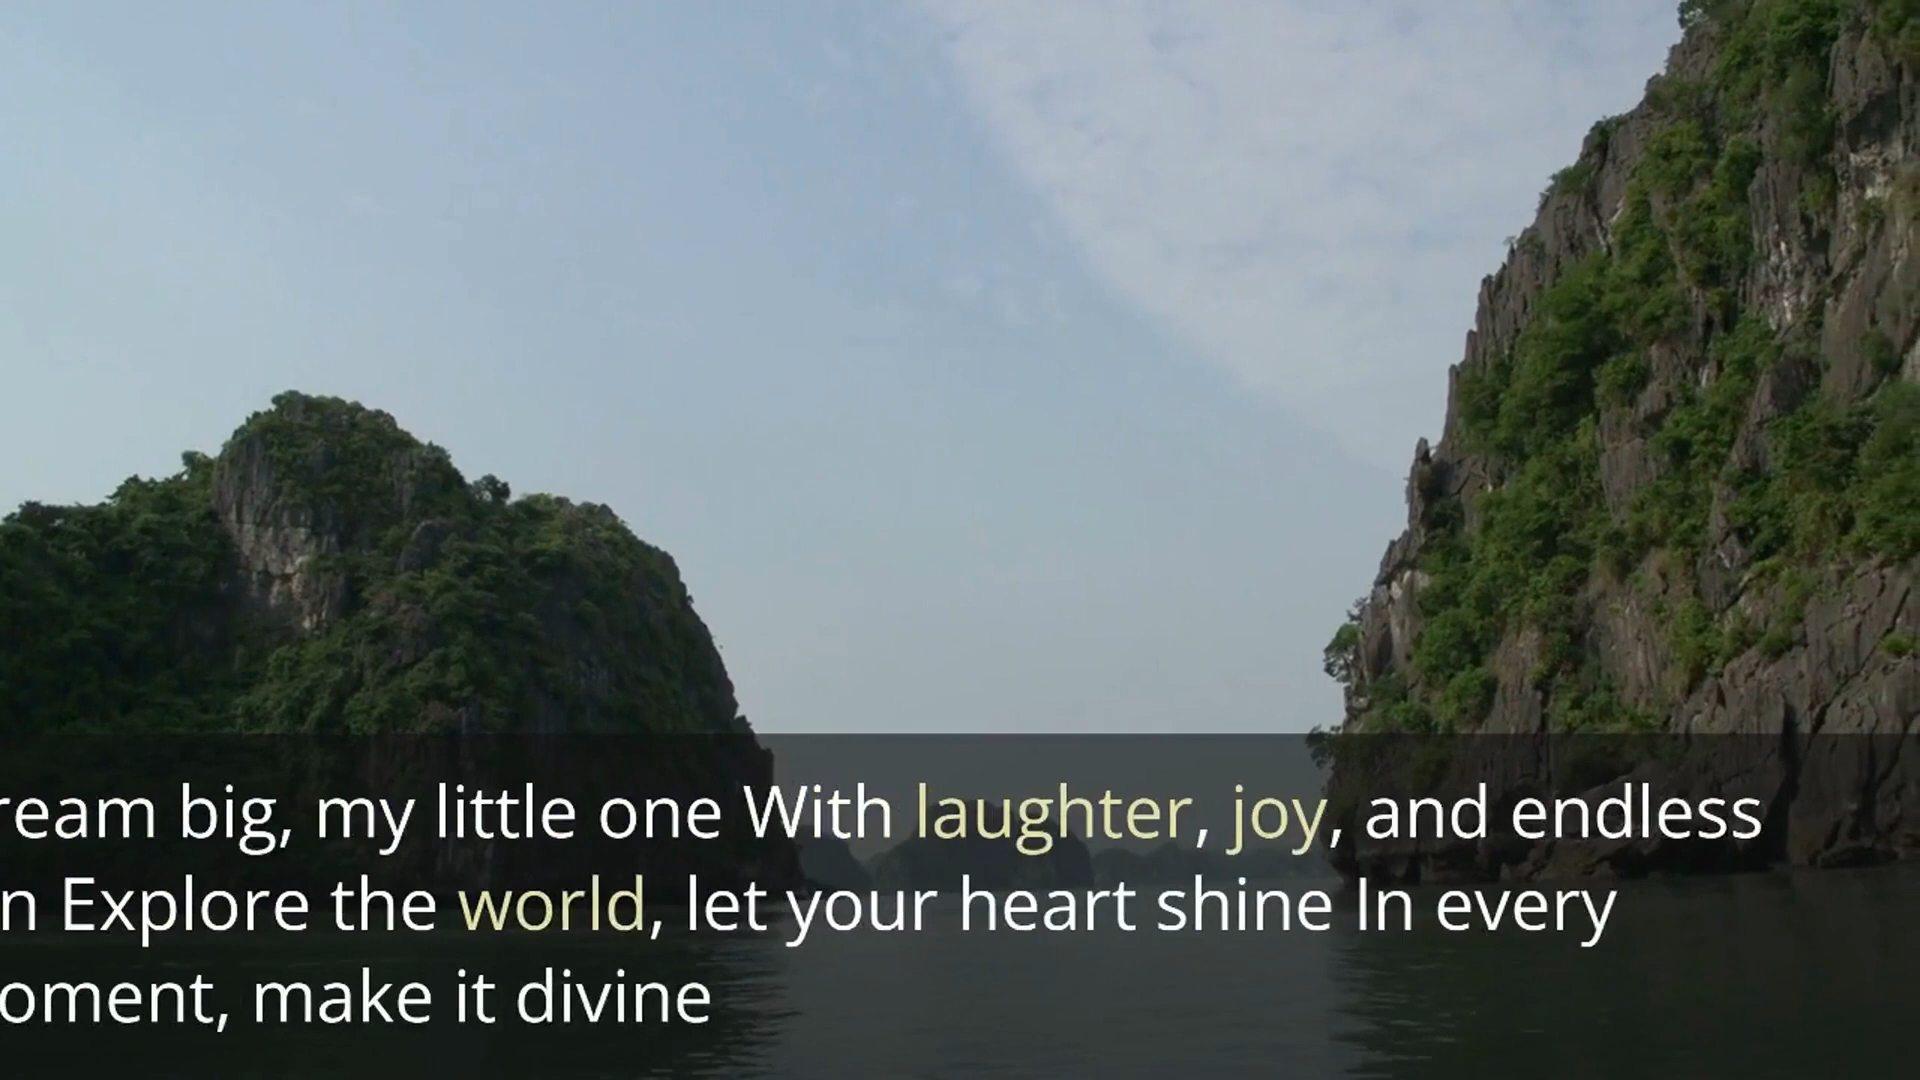 ream big, my little one With laughter, joy, and endless
n Explore the world, let your heart shine In every
oment, make it divine